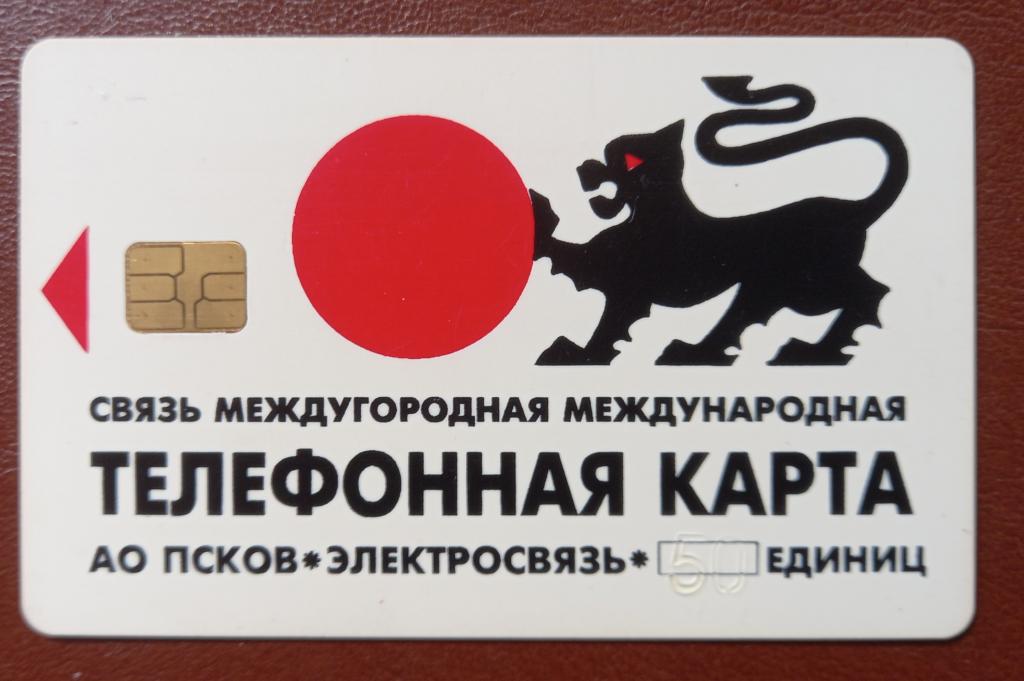 СВЯЗЬ МЕЖДУГОРОДНАЯ МЕЖДУНАРОДНАЯ
ТЕЛЕФОННАЯ КАРТА
АО ПСКОВ*ЭЛЕКТРОСВЯЗЬ* 50 ЕДИНИЦ